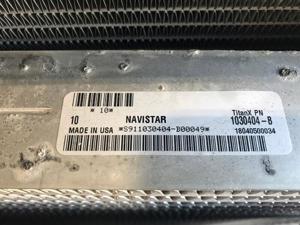 * 10*
TitanX PN
10 NAVISTAR 1030404-B
MADE IN USA *S911030404-B00049* 18040500034